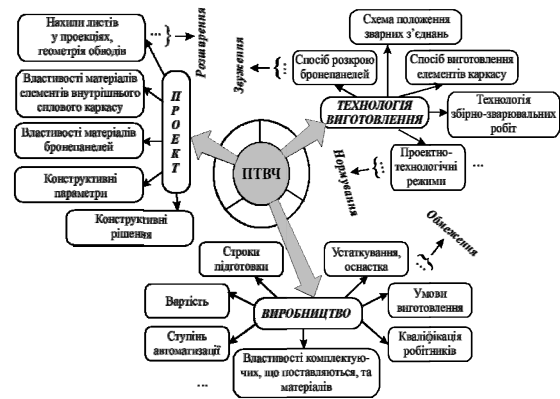 Нахили листів
у проекціях,
геометрія обводів
... {...}
Розширення
Властивості матеріалів
елементів внутрішнього
силового каркасу
Властивості матеріалів
бронепанелей
Конструктивні
параметри
Конструктивні
рішення
ПРОЕКТ
ПТВЧ
Схема положення
зварних з’єднань
Звуження
{...
Спосіб розкрою
бронепанелей
Спосіб виготовлення
елементів каркасу
ТЕХНОЛОГІЯ
ВИГОТОВЛЕННЯ
Технологія
збірно-зварювальних
робіт
Проектно-
технологічні
режими
...
Нормування
{...
Обмеження
...}
Строки
підготовки
Устаткування,
оснастка
Вартість
ВИРОБНИЦТВО
Умови
виготовлення
Ступінь
автоматизації
Кваліфікація
робітників
Властивості комплектую-
чих, що поставляються, та
матеріалів
...